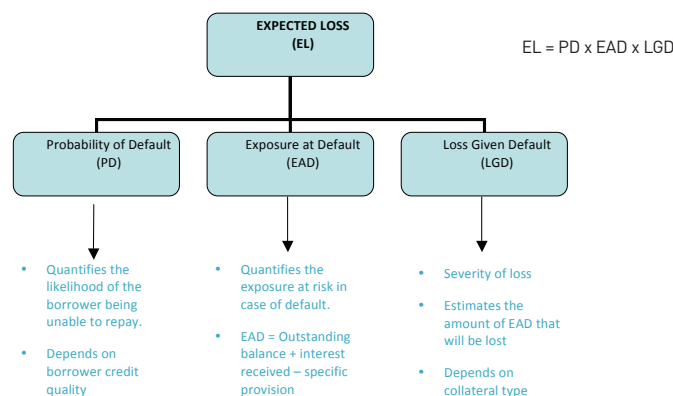 EXPECTED LOSS
(EL)
EL = PD x EAD x LGD
Probability of Default
(PD)
Exposure at Default
(EAD)
Loss Given Default
(LGD)
• Quantifies the
likelihood of the
borrower being
unable to repay.
• Depends on
borrower credit
quality
• Quantifies the
exposure at risk in
case of default.
• EAD = Outstanding
balance + interest
received – specific
provision
• Severity of loss
• Estimates the
amount of EAD that
will be lost
• Depends on
collateral type